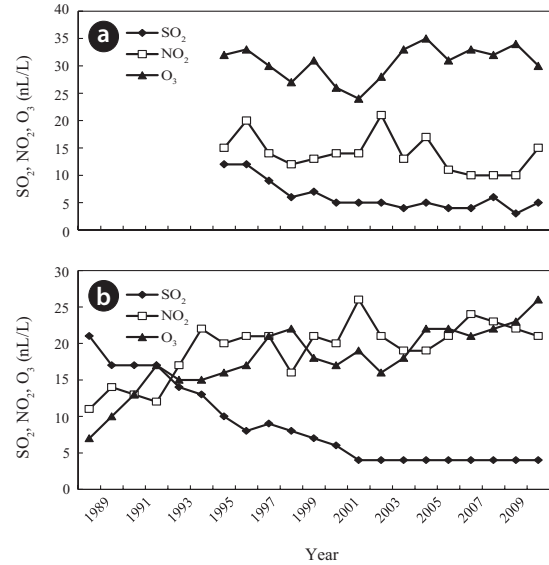 40
35
30
25
20
15
10
5
0
SO₂, NO₂, O₃ (nL/L)
a
SO₂
NO₂
O₃
30
25
20
15
10
5
0
SO₂, NO₂, O₃ (nL/L)
b
SO₂
NO₂
O₃
1989 1991 1993 1995 1997 1999 2001 2003 2005 2007 2009
Year